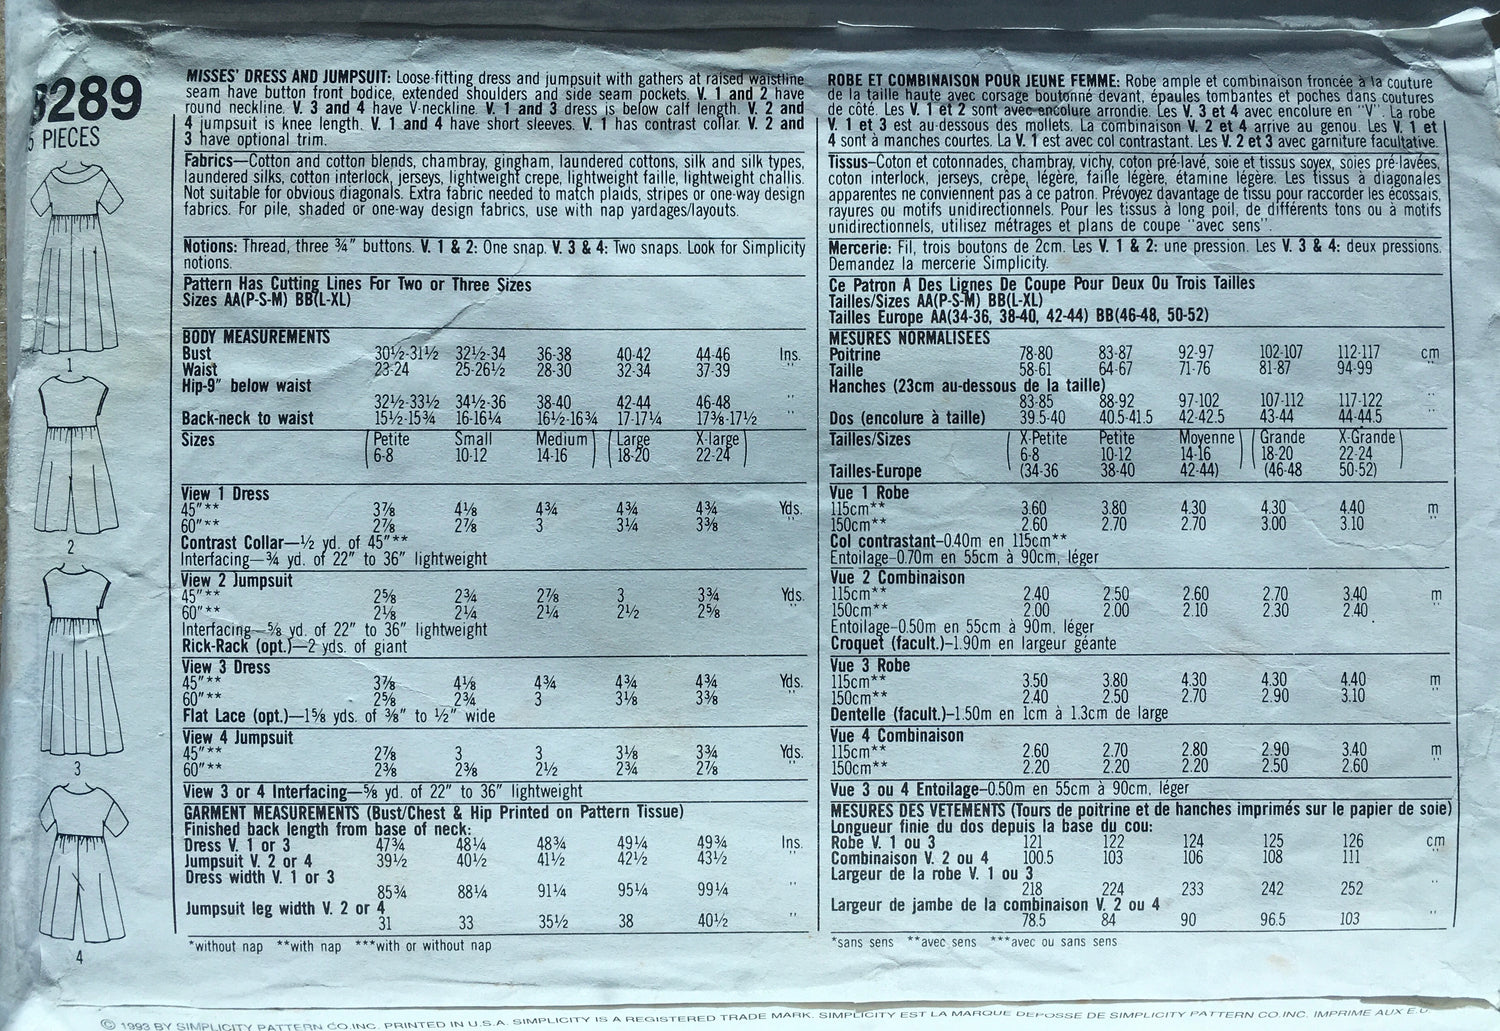 8289
5 PIECES
1
2
3
4
MISSES' DRESS AND JUMPSUIT: Loose-fitting dress and jumpsuit with gathers at raised waistline
seam have button front bodice, extended shoulders and side seam pockets. V. 1 and 2 have
round neckline. V. 3 and 4 have V-neckline. V. 1 and 3 dress is below calf length. V. 2 and
4 jumpsuit is knee length. V. 1 and 4 have short sleeves. V. 1 has contrast collar. V. 2 and
3 have optional trim.
Fabrics—Cotton and cotton blends, chambray, gingham, laundered cottons, silk and silk types,
laundered silks, cotton interlock, jerseys, lightweight crepe, lightweight faille, lightweight challis.
Not suitable for obvious diagonals. Extra fabric needed to match plaids, stripes or one-way design
fabrics. For pile, shaded or one-way design fabrics, use with nap yardages/layouts.
Notions: Thread, three ¾" buttons. V. 1 & 2: One snap. V. 3 & 4: Two snaps. Look for Simplicity
notions.
Pattern Has Cutting Lines For Two or Three Sizes
Sizes AA(P-S-M) BB(L-XL)
BODY MEASUREMENTS
Bust 30½-31½ 32½-34 36-38 40-42 44-46 Ins.
Waist 23-24 25-26½ 28-30 32-34 37-39 "
Hip-9" below waist
32½-33½ 34½-36 38-40 42-44 46-48 "
Back-neck to waist 15½-15¾ 16-16¼ 16½-16¾ 17-17¼ 17⅜-17½ "
Sizes (Petite Small Medium) (Large X-large)
6-8 10-12 14-16 18-20 22-24
View 1 Dress
45"** 3⅞ 4⅛ 4¾ 4¾ 4¾ Yds.
60"** 2⅞ 2⅞ 3 3¼ 3⅜ "
Contrast Collar—½ yd. of 45"**
Interfacing—¾ yd. of 22" to 36" lightweight
View 2 Jumpsuit
45"** 2⅝ 2¾ 2⅞ 3 3¾ Yds.
60"** 2⅛ 2¼ 2¼ 2½ 2⅝ "
Interfacing—⅝ yd. of 22" to 36" lightweight
Rick-Rack (opt.)—2 yds. of giant
View 3 Dress
45"** 3⅞ 4⅛ 4¾ 4¾ 4¾ Yds.
60"** 2⅝ 2¾ 3 3⅛ 3⅜ "
Flat Lace (opt.)—1⅝ yds. of ⅜" to ½" wide
View 4 Jumpsuit
45"** 2⅞ 3 3 3⅛ 3¾ Yds.
60"** 2⅜ 2⅜ 2½ 2¾ 2⅞ "
View 3 or 4 Interfacing—⅝ yd. of 22" to 36" lightweight
GARMENT MEASUREMENTS (Bust/Chest & Hip Printed on Pattern Tissue)
Finished back length from base of neck:
Dress V. 1 or 3 47¾ 48¼ 48¾ 49¼ 49¾ Ins.
Jumpsuit V. 2 or 4 39½ 40½ 41½ 42½ 43½ "
Dress width V. 1 or 3
85¾ 88¼ 91¼ 95¼ 99¼ "
Jumpsuit leg width V. 2 or 4
31 33 35½ 38 40½ "
*without nap **with nap ***with or without nap
ROBE ET COMBINAISON POUR JEUNE FEMME: Robe ample et combinaison froncée à la couture
de la taille haute avec corsage boutonné devant, épaules tombantes et poches dans coutures
de côté. Les V. 1 et 2 sont avec encolure arrondie. Les V. 3 et 4 avec encolure en "V". La robe
V. 1 et 3 est au-dessous des mollets. La combinaison V. 2 et 4 arrive au genou. Les V. 1 et
4 sont à manches courtes. La V. 1 est avec col contrastant. Les V. 2 et 3 avec garniture facultative.
Tissus—Coton et cotonnades, chambray, vichy, coton pré-lavé, soie et tissus soyex, soies pré-lavées,
coton interlock, jerseys, crêpe, légère, faille légère, étamine légère. Les tissus à diagonales
apparentes ne conviennent pas à ce patron. Prévoyez davantage de tissu pour raccorder les écossais,
rayures ou motifs unidirectionnels. Pour les tissus à long poil, de différents tons ou à motifs
unidirectionnels, utilisez métrages et plans de coupe "avec sens".
Mercerie: Fil, trois boutons de 2cm. Les V. 1 & 2: une pression. Les V. 3 & 4: deux pressions.
Demandez la mercerie Simplicity.
Ce Patron A Des Lignes De Coupe Pour Deux Ou Trois Tailles
Tailles/Sizes AA(P-S-M) BB(L-XL)
Tailles Europe AA(34-36, 38-40, 42-44) BB(46-48, 50-52)
MESURES NORMALISEES
Poitrine 78-80 83-87 92-97 102-107 112-117 cm
Taille 58-61 64-67 71-76 81-87 94-99 "
Hanches (23cm au-dessous de la taille)
83-85 88-92 97-102 107-112 117-122 "
Dos (encolure à taille) 39.5-40 40.5-41.5 42-42.5 43-44 44-44.5 "
Tailles/Sizes (X-Petite Petite Moyenne) (Grande X-Grande)
6-8 10-12 14-16 18-20 22-24
Tailles-Europe (34-36 38-40 42-44) (46-48 50-52)
Vue 1 Robe
115cm** 3.60 3.80 4.30 4.30 4.40 m
150cm** 2.60 2.70 2.70 3.00 3.10 "
Col contrastant—0.40m en 115cm**
Entoilage-0.70m en 55cm à 90cm, léger
Vue 2 Combinaison
115cm** 2.40 2.50 2.60 2.70 3.40 m
150cm** 2.00 2.00 2.10 2.30 2.40 "
Entoilage-0.50m en 55cm à 90m, léger
Croquet (facult.)—1.90m en largeur géante
Vue 3 Robe
115cm** 3.50 3.80 4.30 4.30 4.40 m
150cm** 2.40 2.50 2.70 2.90 3.10 "
Dentelle (facult.)—1.50m en 1cm à 1.3cm de large
Vue 4 Combinaison
115cm** 2.60 2.70 2.80 2.90 3.40 m
150cm** 2.20 2.20 2.20 2.50 2.60 "
Vue 3 ou 4 Entoilage-0.50m en 55cm à 90cm, léger
MESURES DES VETEMENTS (Tours de poitrine et de hanches imprimés sur le papier de soie)
Longueur finie du dos depuis la base du cou:
Robe V. 1 ou 3 121 122 124 125 126 cm
Combinaison V. 2 ou 4 100.5 103 106 108 111 "
Largeur de la robe V. 1 ou 3
218 224 233 242 252 "
Largeur de jambe de la combinaison V. 2 ou 4
78.5 84 90 96.5 103 "
*sans sens **avec sens ***avec ou sans sens
© 1993 BY SIMPLICITY PATTERN CO.INC. PRINTED IN U.S.A. SIMPLICITY IS A REGISTERED TRADE MARK. SIMPLICITY EST LA MARQUE DEPOSSE DE SIMPLICITY PATTERN CO.INC. IMPRIME AUX E.U.